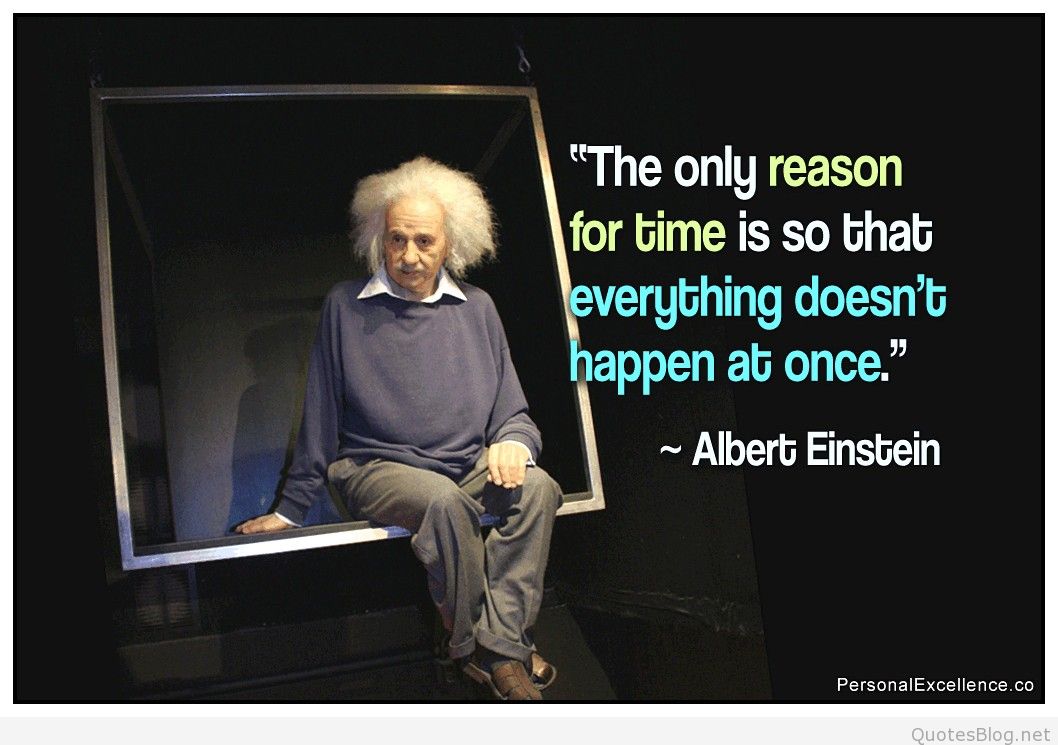 “The only reason
for time is so that
everything doesn’t
happen at once.”
~ Albert Einstein
PersonalExcellence.co
QuotesBlog.net